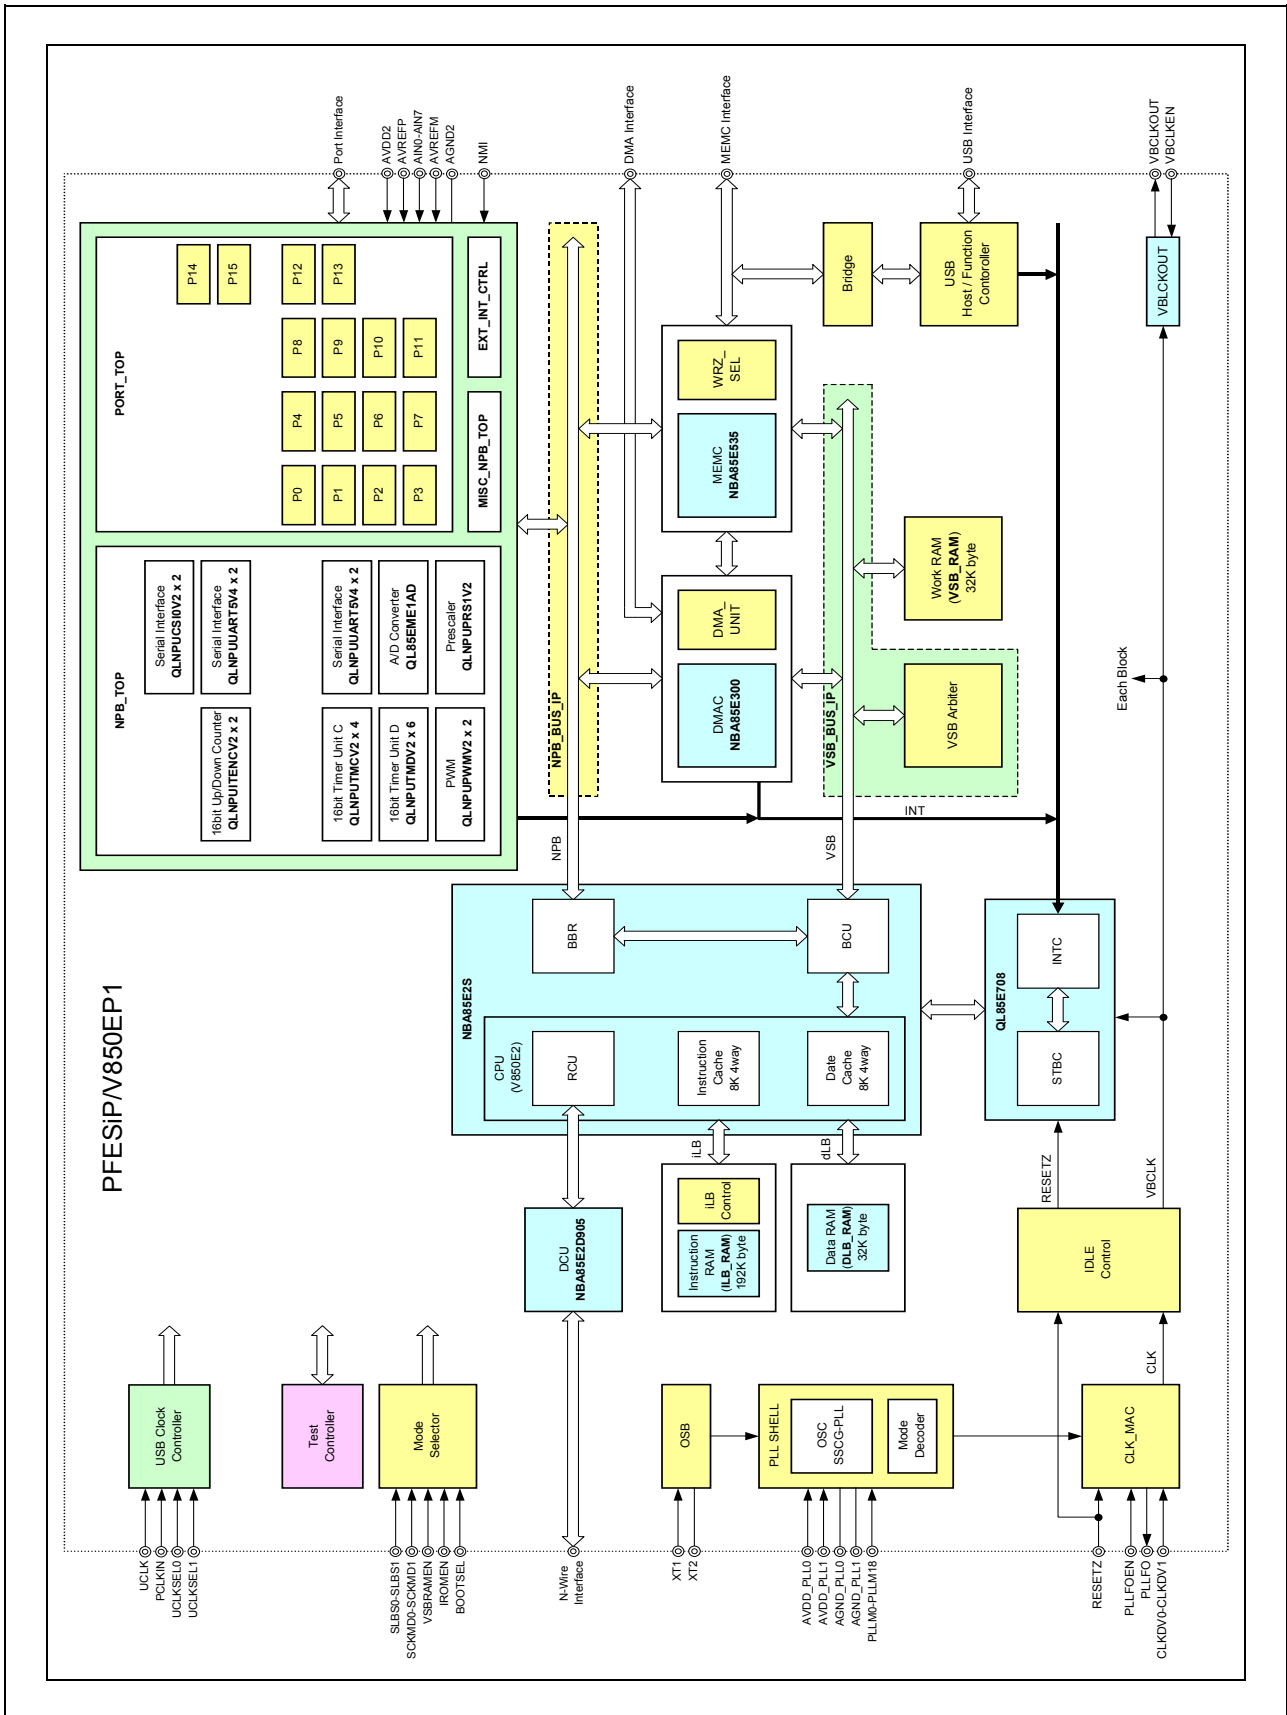 PFESiP/V850EP1
UCLK
PCLKIN
UCLKSEL0
UCLKSEL1
USB Clock
Controller
Test
Controller
SLBS0-SLBS1
SCKMD0-SCKMD1
VSBRAMEN
IROMEN
BOOTSEL
Mode
Selector
N-Wire
Interface
DCU
NBA85E2D905
XT1
XT2
OSB
AVDD_PLL0
AVDD_PLL1
AGND_PLL0
AGND_PLL1
PLLM0-PLLM18
PLL SHELL
OSC
SSCG-PLL
Mode
Decoder
RESETZ
PLLFOEN
PLLFO
CLKDV0-CLKDV1
CLK_MAC
CLK
IDLE
Control
RESETZ
VBCLK
Instruction
RAM
(ILB_RAM)
192K byte
iLB
Control
iLB
Data RAM
(DLB_RAM)
32K byte
dLB
NBA85E2S
CPU
(V850E2)
RCU
Instruction
Cache
8K 4way
Date
Cache
8K 4way
BBR
BCU
QL85E708
STBC
INTC
NPB
VSB
INT
NPB_TOP
16bit Up/Down Counter
QLNPUITENCV2 x 2
16bit Timer Unit C
QLNPUTMCV2 x 4
16bit Timer Unit D
QLNPUTMDV2 x 6
PWM
QLNPUPWMV2 x 2
Serial Interface
QLNPUCSI0V2 x 2
Serial Interface
QLNPUUART5V4 x 2
Serial Interface
QLNPUUART5V4 x 2
A/D Converter
QL85EME1AD
Prescaler
QLNPUPRS1V2
PORT_TOP
P0
P1
P2
P3
P4
P5
P6
P7
P8
P9
P10
P11
P14
P15
P12
P13
MISC_NPB_TOP
EXT_INT_CTRL
Port Interface
AVDD2
AVREFP
AIN0-AIN7
AVREFM
AGND2
NMI
NPB_BUS_IP
DMA Interface
DMAC
NBA85E300
DMA_
UNIT
MEMC
NBA85E535
WRZ_
SEL
MEMC Interface
VSB_BUS_IP
VSB Arbiter
Work RAM
(VSB_RAM)
32K byte
Bridge
USB
Host / Function
Contoroller
USB Interface
Each Block
VBLCKOUT
VBCLKOUT
VBCLKEN